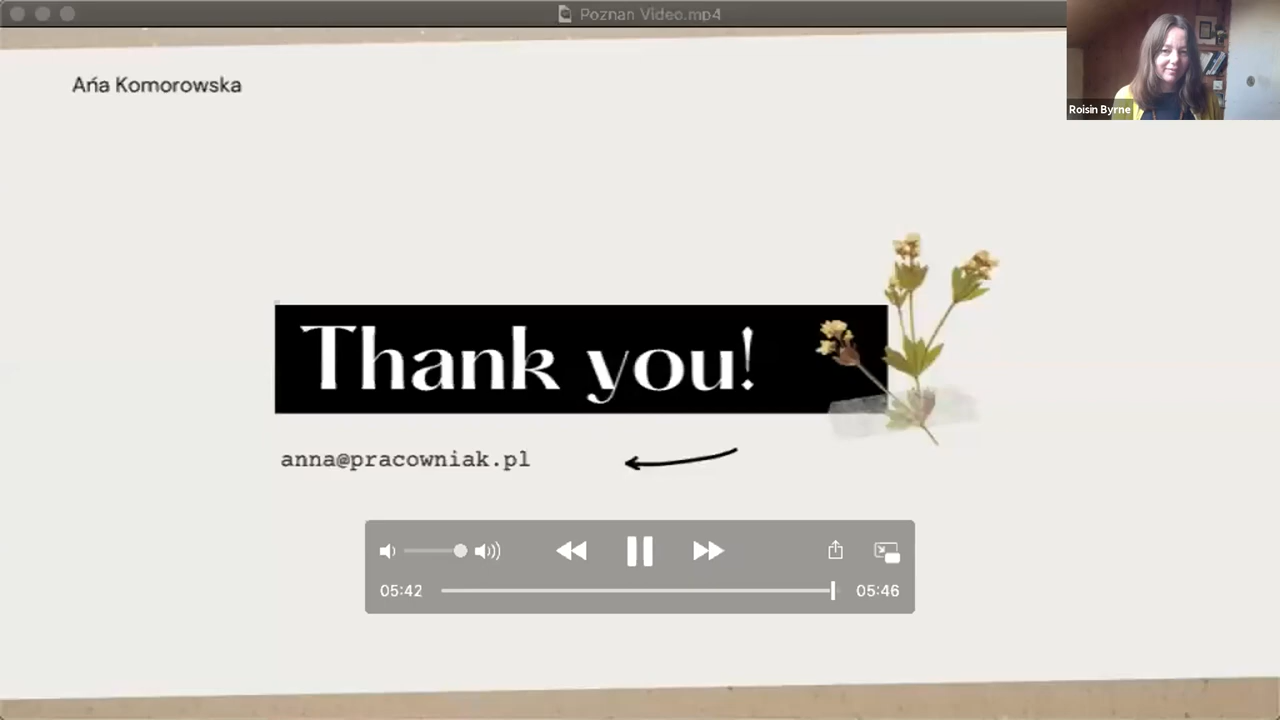 Poznan Video.mp4
Ańa Komorowska
Roisin Byrne
Thank you!
anna@pracowniak.pl
05:42
05:46